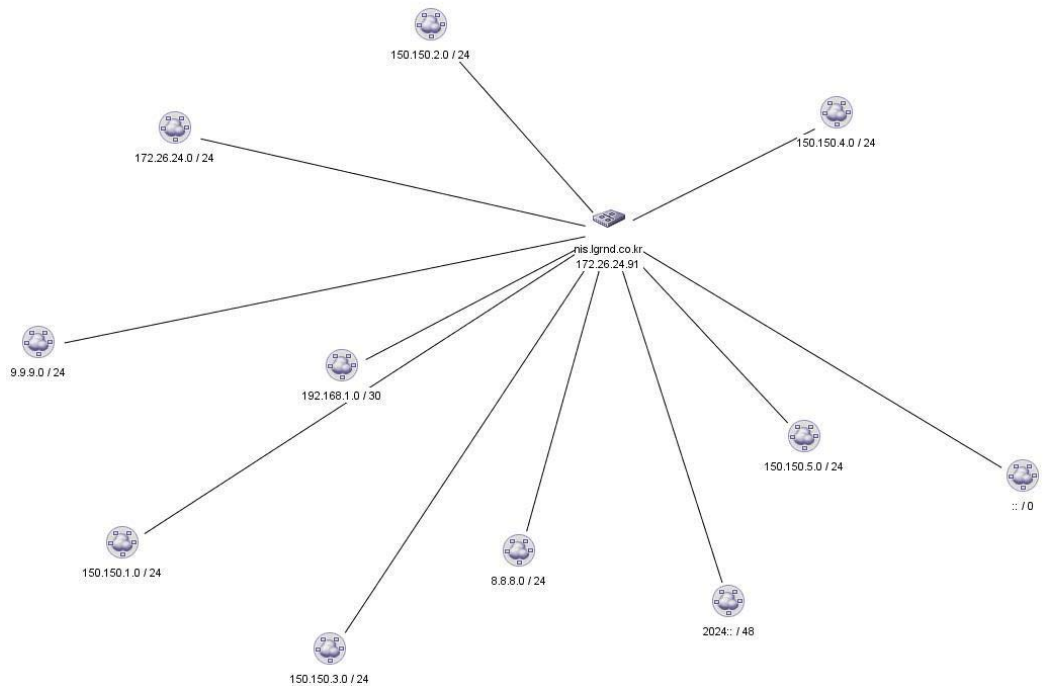 150.150.2.0 / 24
150.150.4.0 / 24
172.26.24.0 / 24
nis.lgrnd.co.kr
172.26.24.91
9.9.9.0 / 24
192.168.1.0 / 30
150.150.5.0 / 24
:: / 0
150.150.1.0 / 24
8.8.8.0 / 24
2024:: / 48
150.150.3.0 / 24